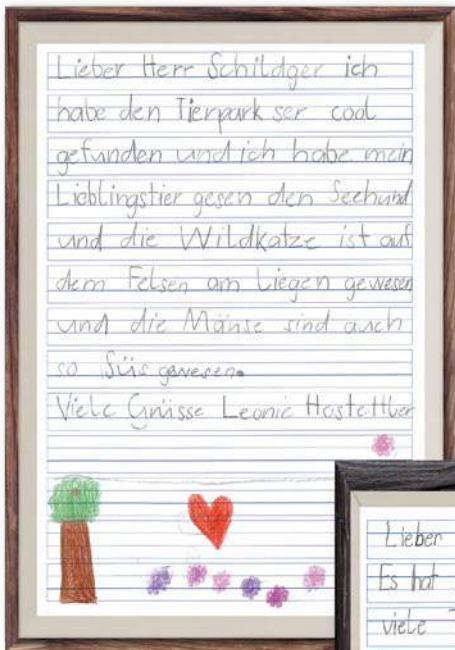 Lieber Herr Schildger ich
habe den Tierpark ser cool
gefunden und ich habe mein
Lieblingstier gesen den Seehund
und die Wildkatze ist auf
dem Felsen am Liegen gewesen
und die Mäuse sind auch
so Süs gewesen.
Viele Grüsse Leonie Hostettler
Lieber
Es hat
viele